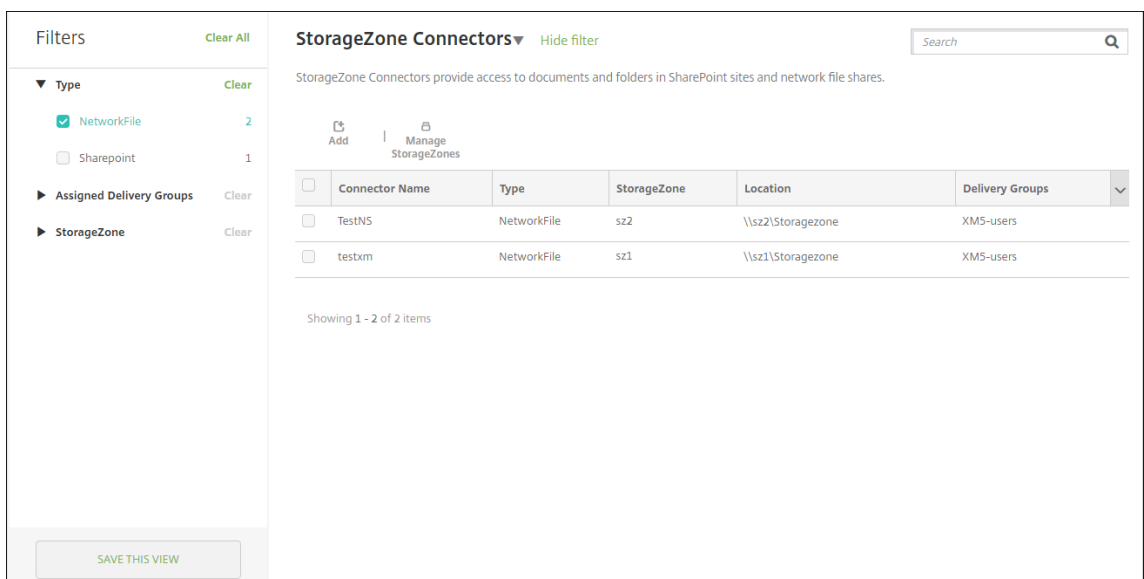 Filters
Clear All
Type
Clear
NetworkFile
2
Sharepoint
1
Assigned Delivery Groups
Clear
StorageZone
Clear
SAVE THIS VIEW
StorageZone Connectors
Hide filter
Search
StorageZone Connectors provide access to documents and folders in SharePoint sites and network file shares.
Add
|
Manage
StorageZones
Connector Name Type StorageZone Location Delivery Groups
TestNS NetworkFile sz2 \\sz2\Storagezone XM5-users
testxm NetworkFile sz1 \\sz1\Storagezone XM5-users
Showing 1 - 2 of 2 items